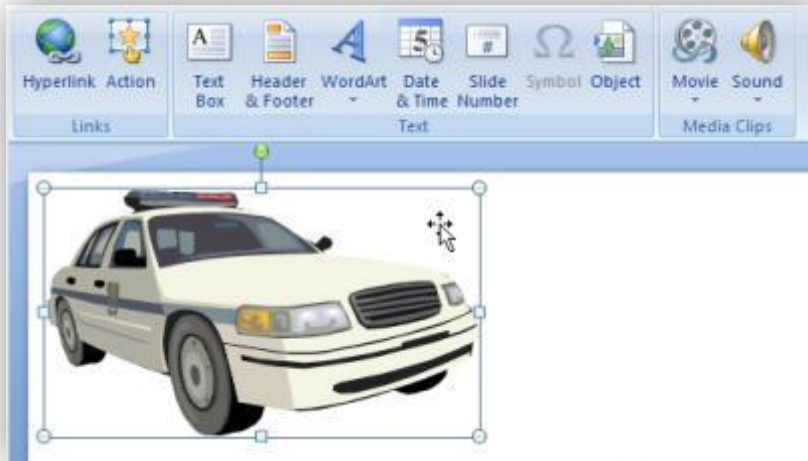 Hyperlink Action Text Box Header & Footer WordArt Date & Time Slide Number Symbol Object Movie Sound
Links Text Media Clips
A 5 # Ω